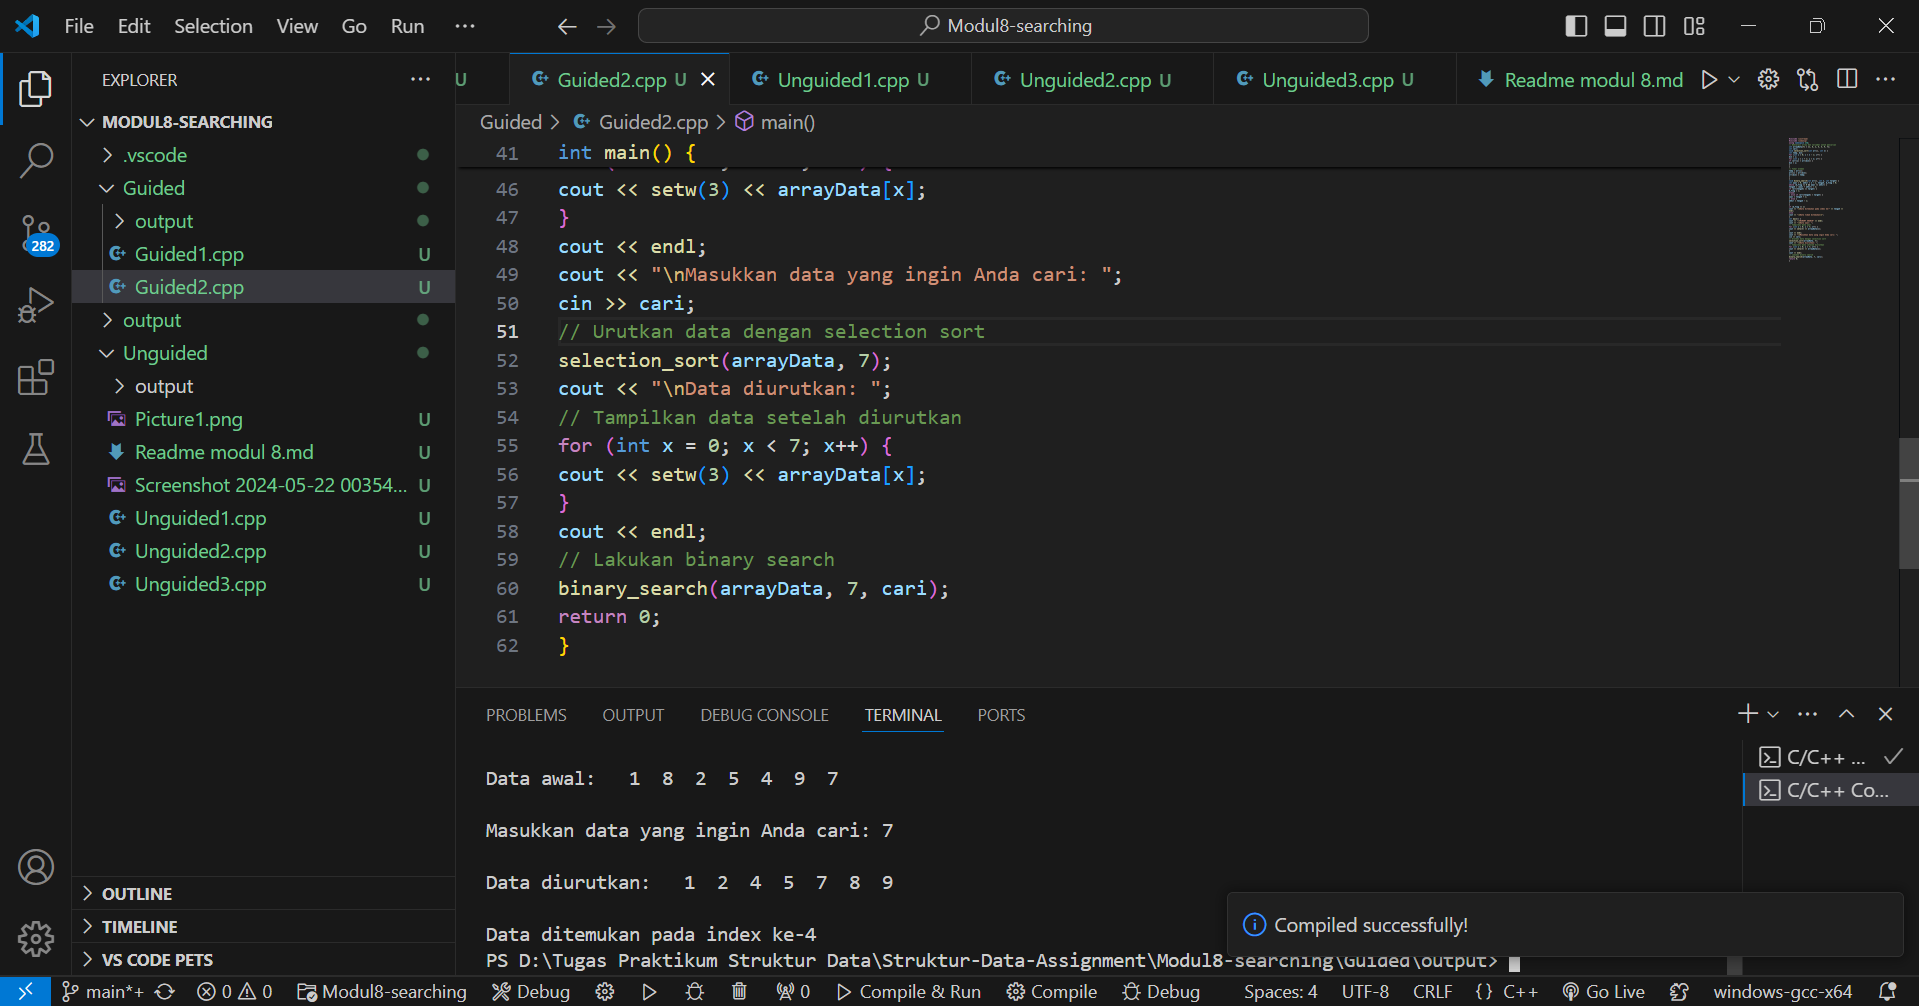 File Edit Selection View Go Run ··· Modul8-searching
EXPLORER ···
U Guided2.cpp U Unguided1.cpp U Unguided2.cpp U Unguided3.cpp U Readme modul 8.md
Guided > Guided2.cpp > main()
MODUL8-SEARCHING
.vscode
Guided
output
Guided1.cpp U
Guided2.cpp U
output
Unguided
output
Picture1.png U
Readme modul 8.md U
Screenshot 2024-05-22 00354... U
Unguided1.cpp U
Unguided2.cpp U
Unguided3.cpp U
282
OUTLINE
TIMELINE
VS CODE PETS
41 int main() {
46 cout << setw(3) << arrayData[x];
47 }
48 cout << endl;
49 cout << "\nMasukkan data yang ingin Anda cari: ";
50 cin >> cari;
51 // Urutkan data dengan selection sort
52 selection_sort(arrayData, 7);
53 cout << "\nData diurutkan: ";
54 // Tampilkan data setelah diurutkan
55 for (int x = 0; x < 7; x++) {
56 cout << setw(3) << arrayData[x];
57 }
58 cout << endl;
59 // Lakukan binary search
60 binary_search(arrayData, 7, cari);
61 return 0;
62 }
PROBLEMS OUTPUT DEBUG CONSOLE TERMINAL PORTS
C/C++ ...
C/C++ Co...
Data awal: 1 8 2 5 4 9 7
Masukkan data yang ingin Anda cari: 7
Data diurutkan: 1 2 4 5 7 8 9
Data ditemukan pada index ke-4
PS D:\Tugas Praktikum Struktur Data\Struktur-Data-Assignment\Modul8-searching\Guided\output>
Compiled successfully!
main*+ 0 0 Modul8-searching Debug 0 Compile & Run Compile Debug Spaces: 4 UTF-8 CRLF {} C++ Go Live windows-gcc-x64